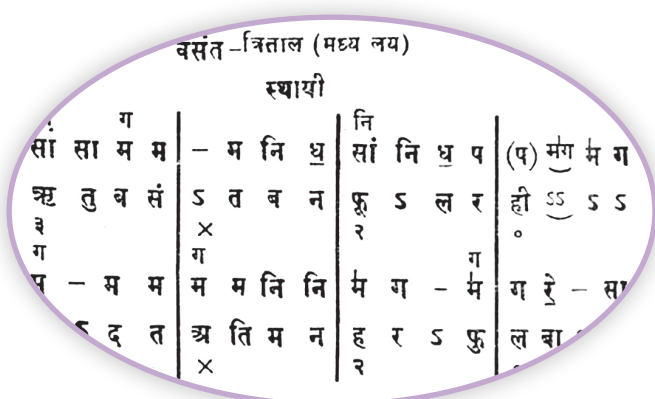 वसंत – त्रिताल (मध्य लय)
स्थायी
ग नि
सां सा म म | – म नि ध॒ | सां नि ध॒ प | (प) म॑ग म॑ ग
ऋ तु ब सं | ऽ त ब न | फू ऽ ल र | ही ऽऽ ऽ ऽ
३ × २ ०
ग ग ग
म – म म | म म नि नि | म॑ ग – म॑ | ग रे॒ – सा
ऽ द त | अ ति म न | ह र ऽ फु | ल बा
× २